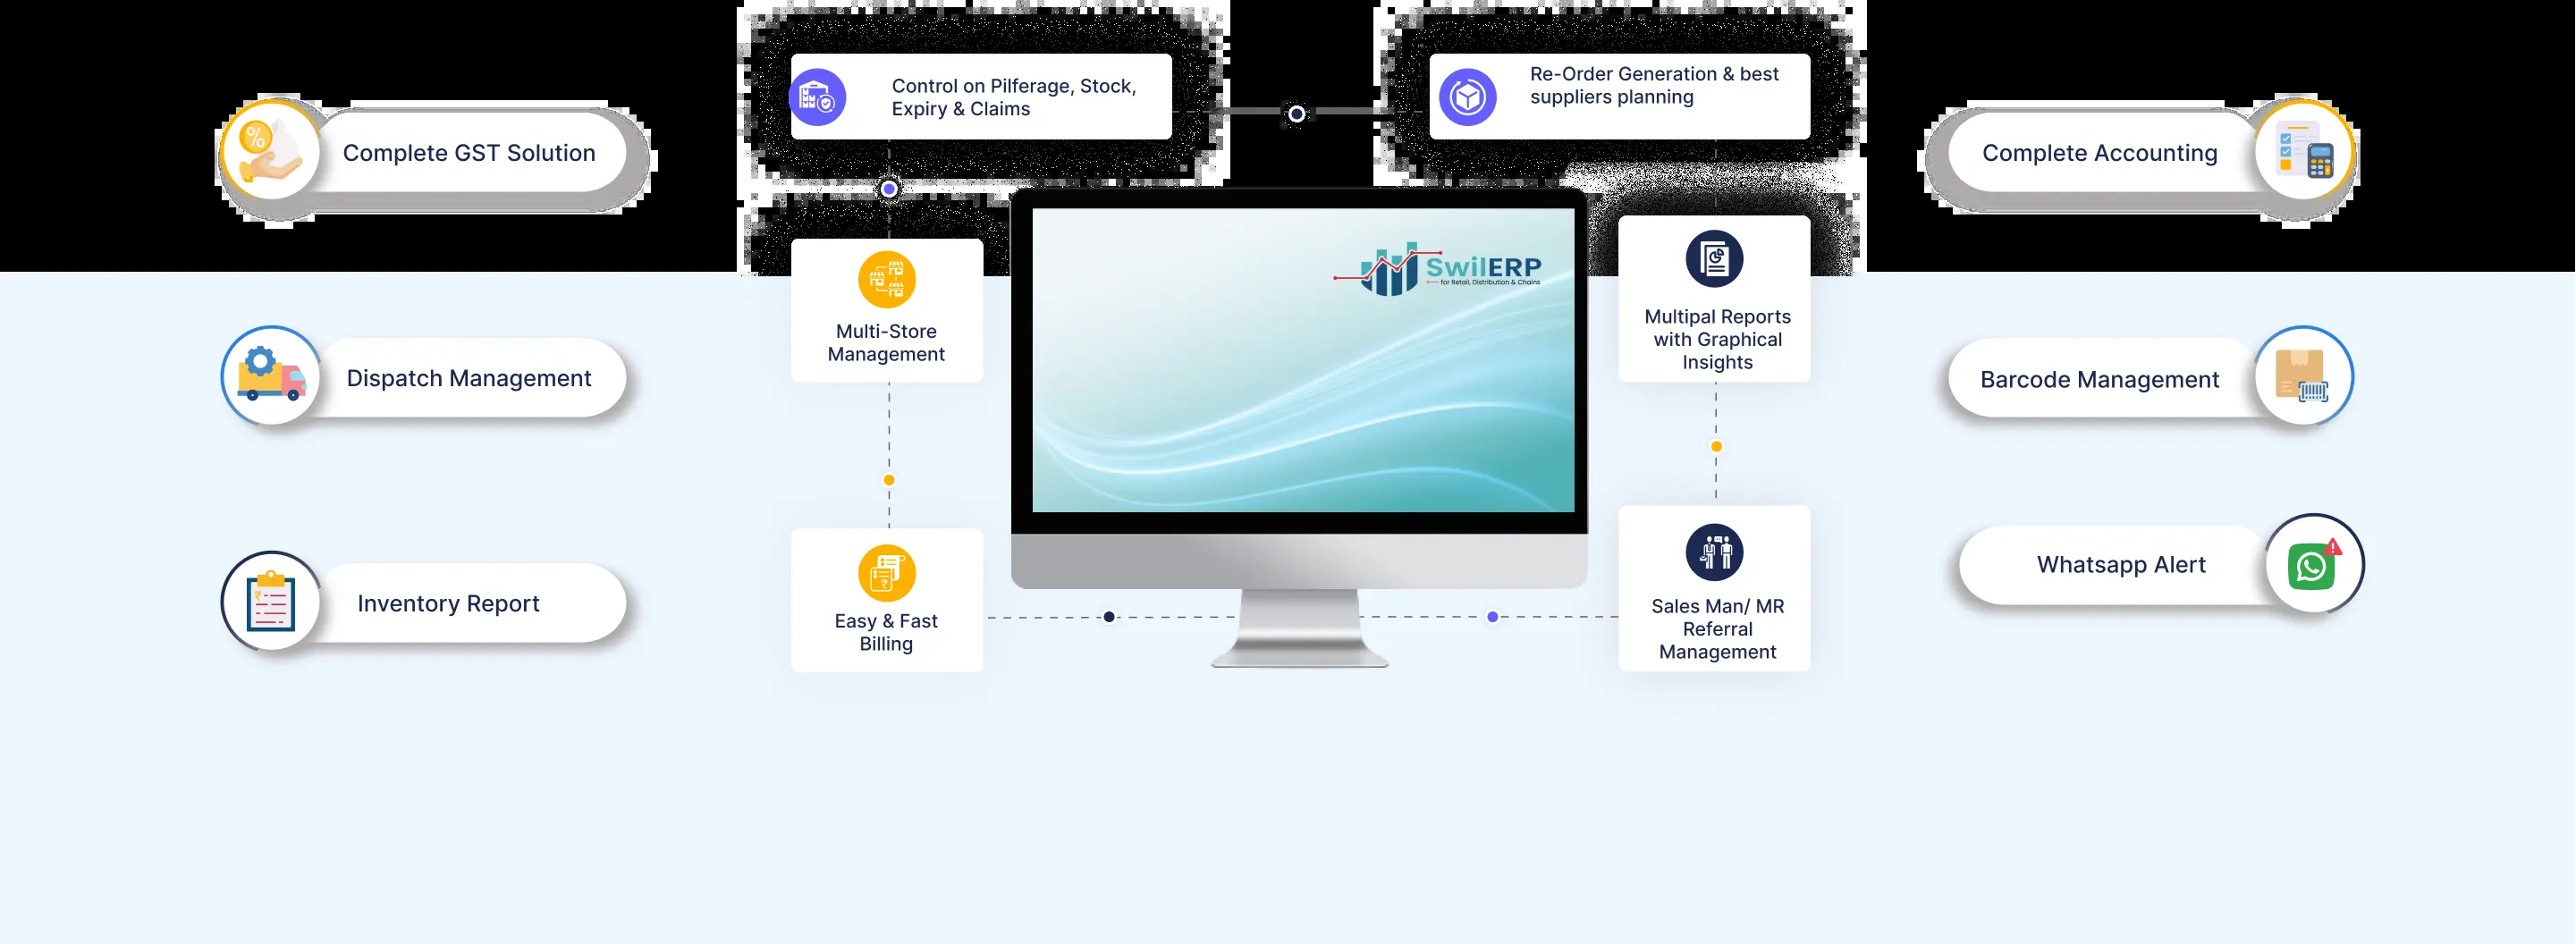 Complete GST Solution
Dispatch Management
Inventory Report
Control on Pilferage, Stock,
Expiry & Claims
Re-Order Generation & best
suppliers planning
Multi-Store
Management
Easy & Fast
Billing
SwilERP
for Retail, Distribution & Chains
Multipal Reports
with Graphical
Insights
Sales Man/ MR
Referral
Management
Complete Accounting
Barcode Management
Whatsapp Alert